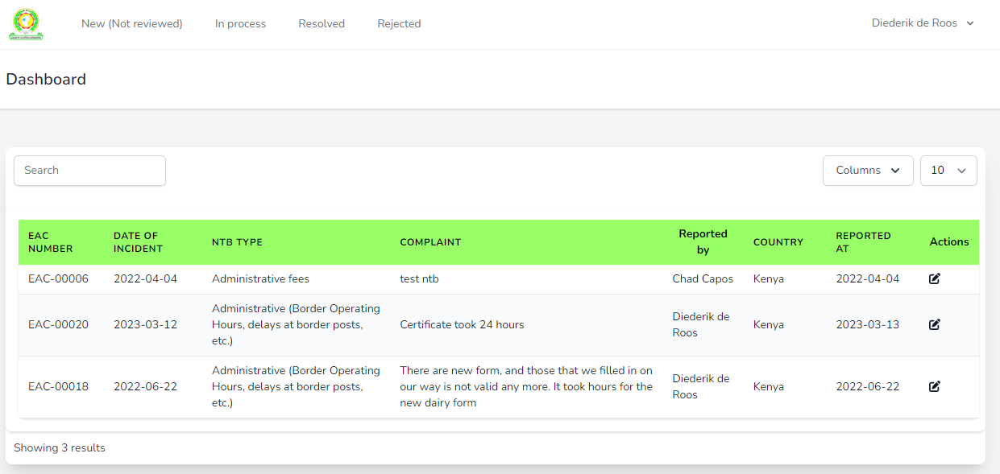 New (Not reviewed) In process Resolved Rejected Diederik de Roos
Dashboard
Search Columns 10
EAC NUMBER DATE OF INCIDENT NTB TYPE COMPLAINT Reported by COUNTRY REPORTED AT Actions
EAC-00006 2022-04-04 Administrative fees test ntb Chad Capos Kenya 2022-04-04
EAC-00020 2023-03-12 Administrative (Border Operating Hours, delays at border posts, etc.) Certificate took 24 hours Diederik de Roos Kenya 2023-03-13
EAC-00018 2022-06-22 Administrative (Border Operating Hours, delays at border posts, etc.) There are new form, and those that we filled in on our way is not valid any more. It took hours for the new dairy form Diederik de Roos Kenya 2022-06-22
Showing 3 results